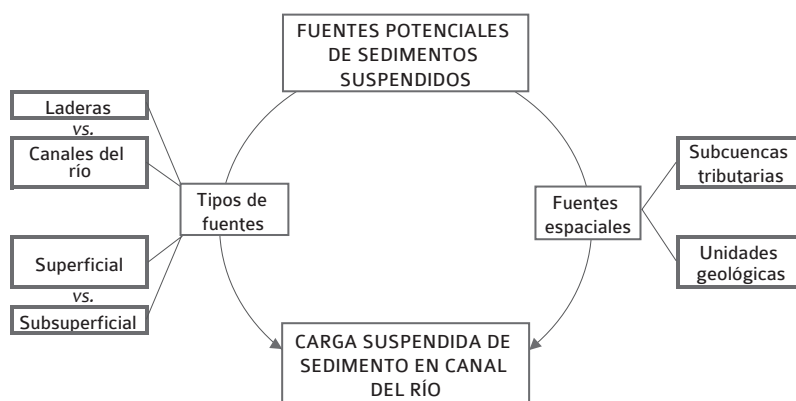 FUENTES POTENCIALES
DE SEDIMENTOS
SUSPENDIDOS
Laderas
vs.
Canales del
río
Tipos de
fuentes
Superficial
vs.
Subsuperficial
Fuentes
espaciales
Subcuencas
tributarias
Unidades
geológicas
CARGA SUSPENDIDA DE
SEDIMENTO EN CANAL
DEL RÍO